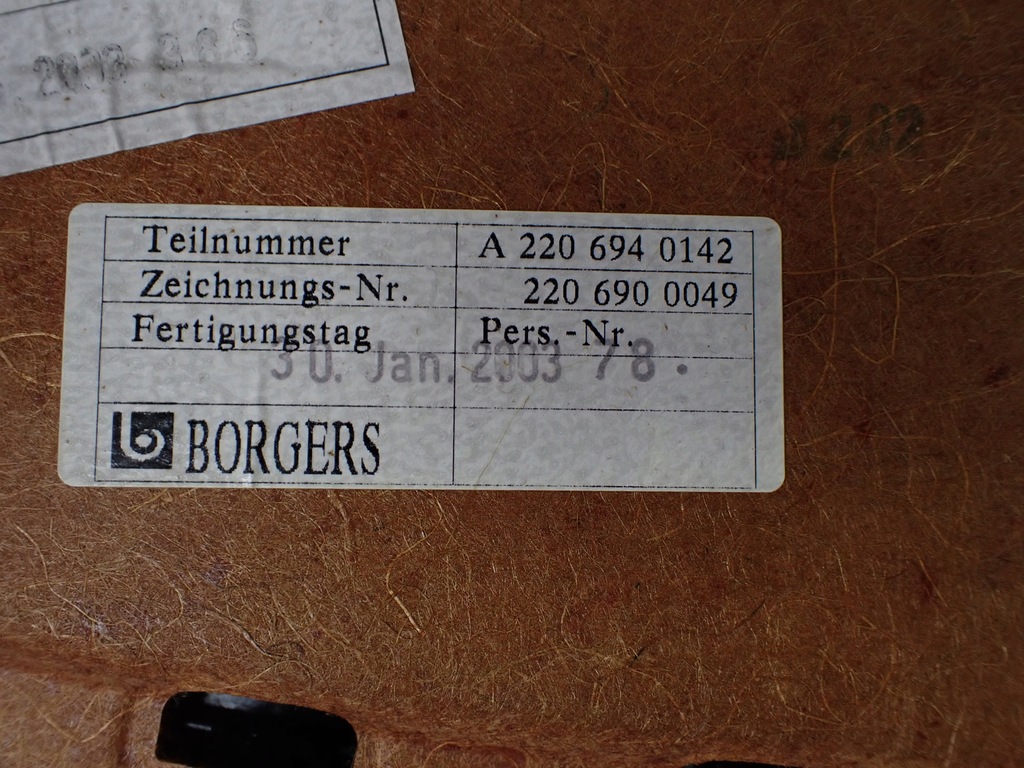 Teilnummer A 220 694 0142
Zeichnungs-Nr. 220 690 0049
Fertigungstag Pers.-Nr.
30. Jan. 2003 78.
BORGERS